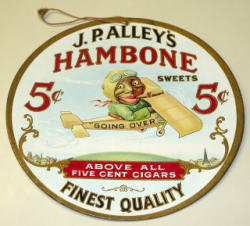 J.P. ALLEY'S
HAMBONE
SWEETS
5¢ 5¢
"GOING OVER"
ABOVE ALL
FIVE CENT CIGARS
FINEST QUALITY